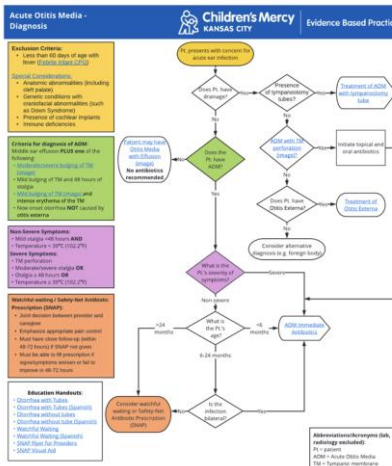 Acute Otitis Media -
Diagnosis
Children's Mercy
KANSAS CITY
Evidence Based Practi
Exclusion Criteria:
• Less than 60 days of age with
fever (Febrile Infant CPG)
Special Considerations:
• Anatomic abnormalities (including
cleft palate)
• Genetic conditions with
craniofacial abnormalities (such
as Down Syndrome)
• Presence of cochlear implants
• Immune deficiencies
Criteria for diagnosis of AOM:
Middle ear effusion PLUS one of the
following:
• Moderate/severe bulging of TM
(image)
• Mild bulging of TM and 48 hours of
otalgia
• Mild bulging of TM (image) and
intense erythema of the TM
• New onset otorrhea NOT caused by
otitis externa
Non-Severe Symptoms:
• Mild otalgia <48 hours AND
• Temperature < 39°C (102.2°F)
Severe Symptoms:
• TM perforation
• Moderate/severe otalgia OR
• Otalgia ≥ 48 hours OR
• Temperature ≥ 39°C (102.2°F)
Watchful waiting / Safety-Net Antibiotic
Prescription (SNAP):
• Joint decision between provider and
caregiver
• Emphasize appropriate pain control
• Must have close follow-up (within
48-72 hours) if SNAP not given
• Must be able to fill prescription if
signs/symptoms worsen or fail to
improve in 48-72 hours
Education Handouts:
• Otorrhea with Tubes
• Otorrhea with Tubes (Spanish)
• Otorrhea without tubes
• Otorrhea without tube (Spanish)
• Watchful Waiting
• Watchful Waiting (Spanish)
• SNAP Flyer for Providers
• SNAP Visual Aid
Pt. presents with concern for
acute ear infection
Does Pt. have
drainage?
Yes
Presence
of tympanostomy
tubes?
Yes
Treatment of AOM
with tympanostomy
tube
No
No
Patient may have
Otitis Media
with Effusion
(image)
No antibiotics
recommended
No
Does the
Pt. have
AOM?
AOM with TM
perforation
(image)?
Yes
Initiate topical and
oral antibiotics
No
Does Pt. have
Otitis Externa?
Yes
Treatment of
Otitis Externa
Yes
No
Consider alternative
diagnosis (e.g. foreign body)
What is the
Pt.'s severity of
symptoms?
Severe
Non severe
>24
months
What is
the Pt.'s
age?
<6
months
AOM Immediate
Antibiotics
6-24 months
Consider watchful
waiting or Safety-Net
Antibiotic Prescription
(SNAP)
No
Is the
infection
bilateral?
Yes
Abbreviations/Acronyms (lab,
radiology excluded):
Pt = patient
AOM = Acute Otitis Media
TM = Tympanic membrane